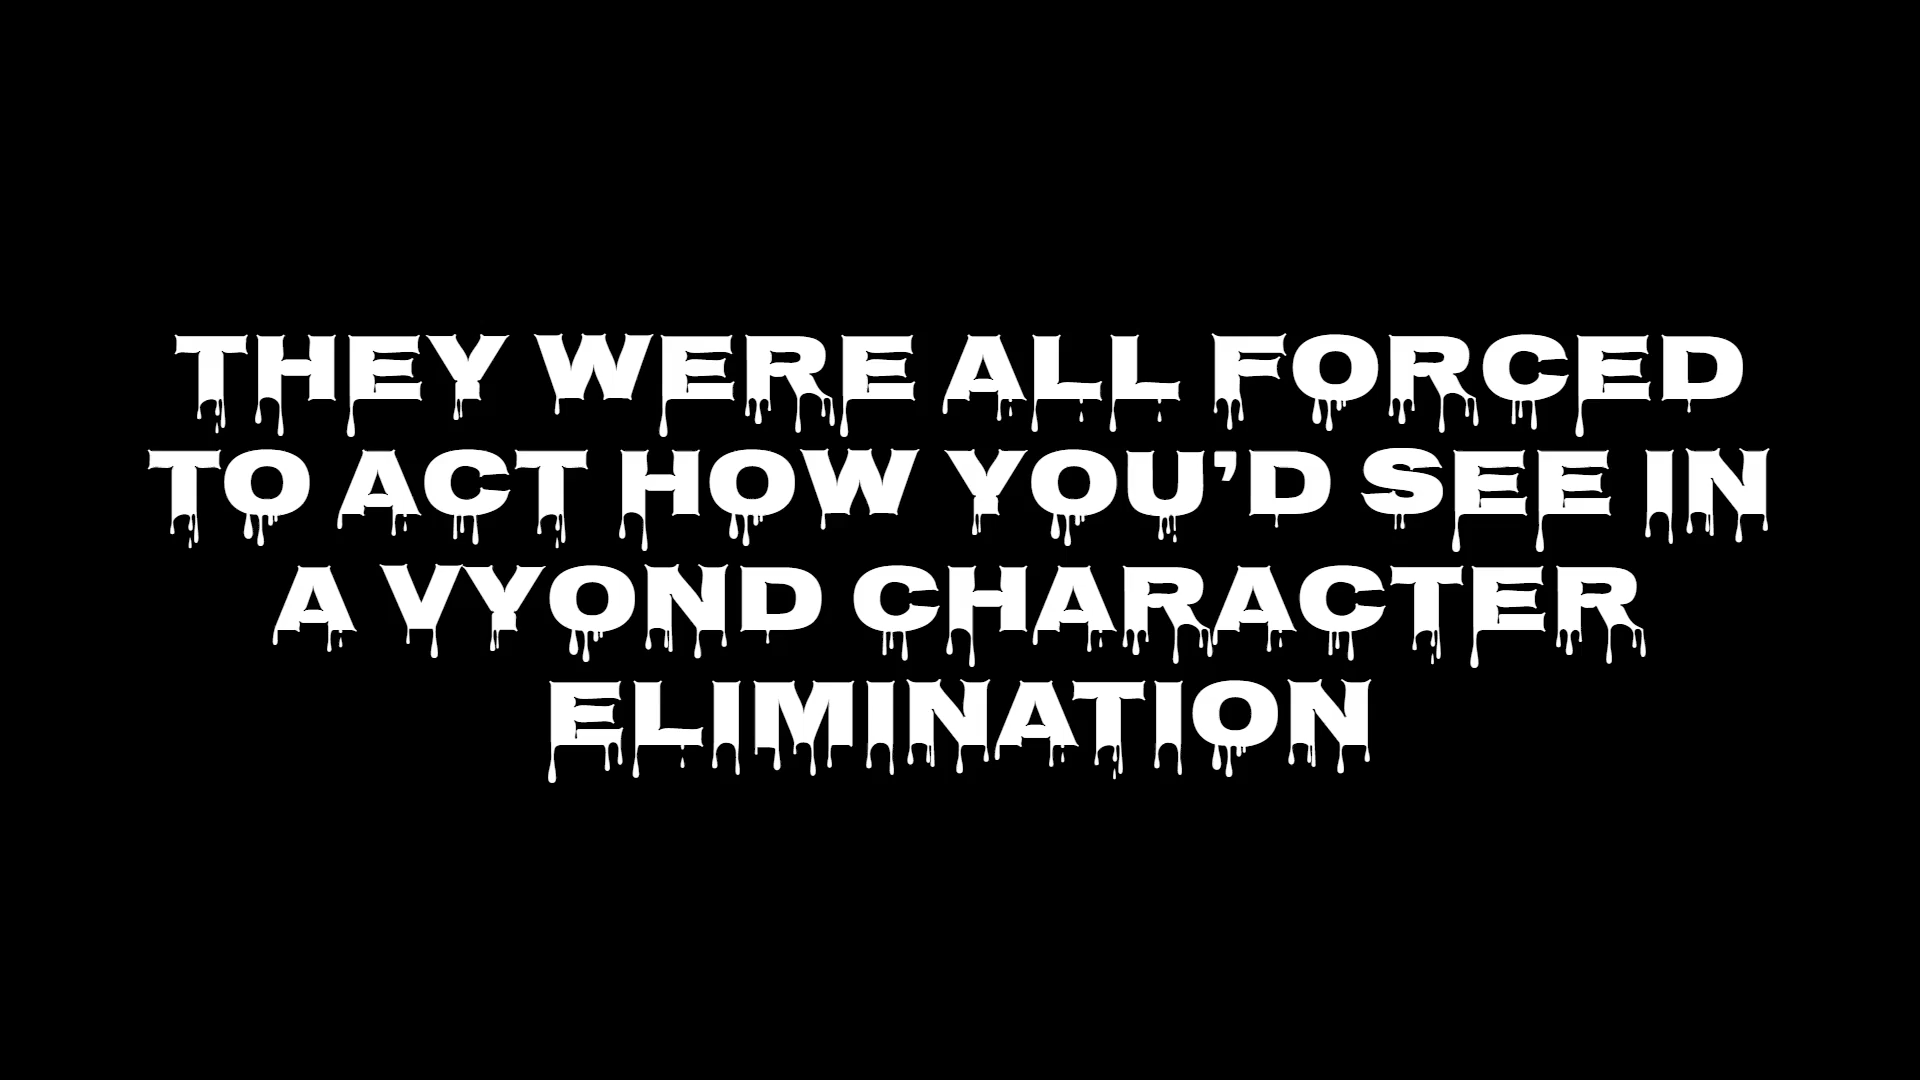 THEY WERE ALL FORCED
TO ACT HOW YOU’D SEE IN
A VYOND CHARACTER
ELIMINATION